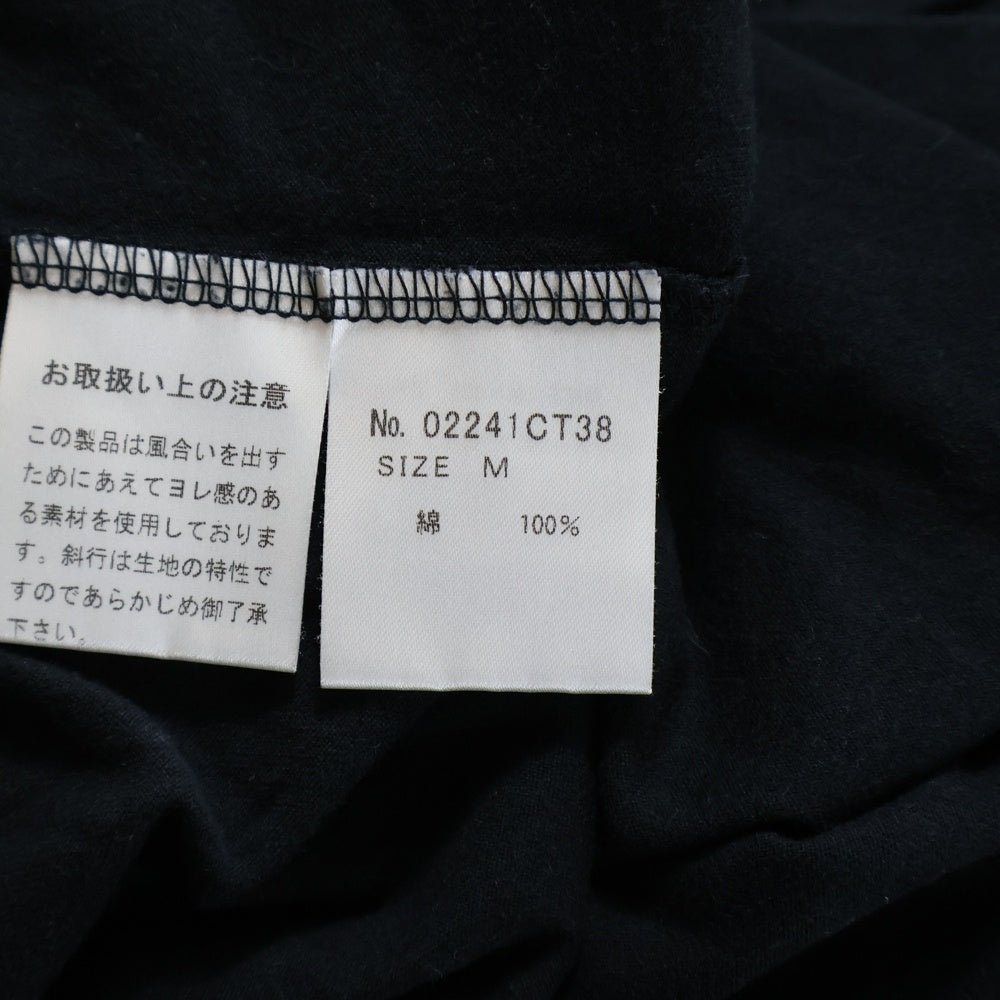 お取扱い上の注意
この製品は風合いを出す
ためにあえてヨレ感のあ
る素材を使用しておりま
す。斜行は生地の特性で
すのであらかじめ御了承
下さい。
No. 02241CT38
SIZE M
綿 100%